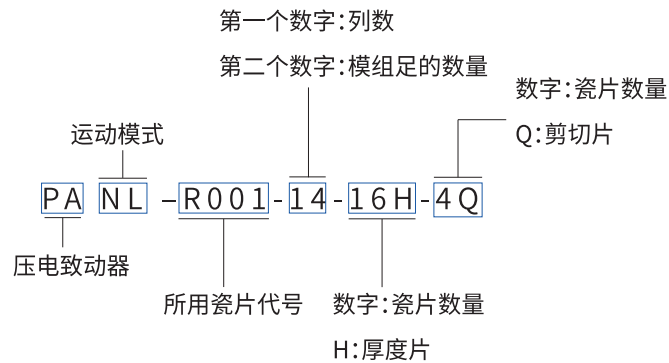 第一个数字：列数
第二个数字：模组足的数量
数字：瓷片数量
Q：剪切片
运动模式
PA NL -R001-14-16H-4Q
压电致动器
所用瓷片代号
数字：瓷片数量
H：厚度片